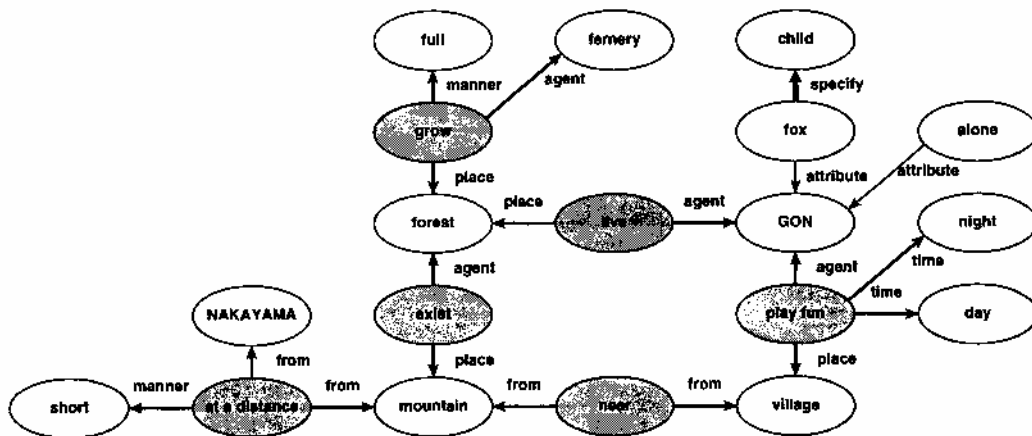 full
fernery
child
manner
agent
specify
grow
fox
alone
place
attribute
attribute
forest
place
live
agent
GON
night
agent
agent
time
time
NAKAYAMA
exist
play fun
day
from
place
place
manner
from
from
from
short
at a distance
mountain
near
village